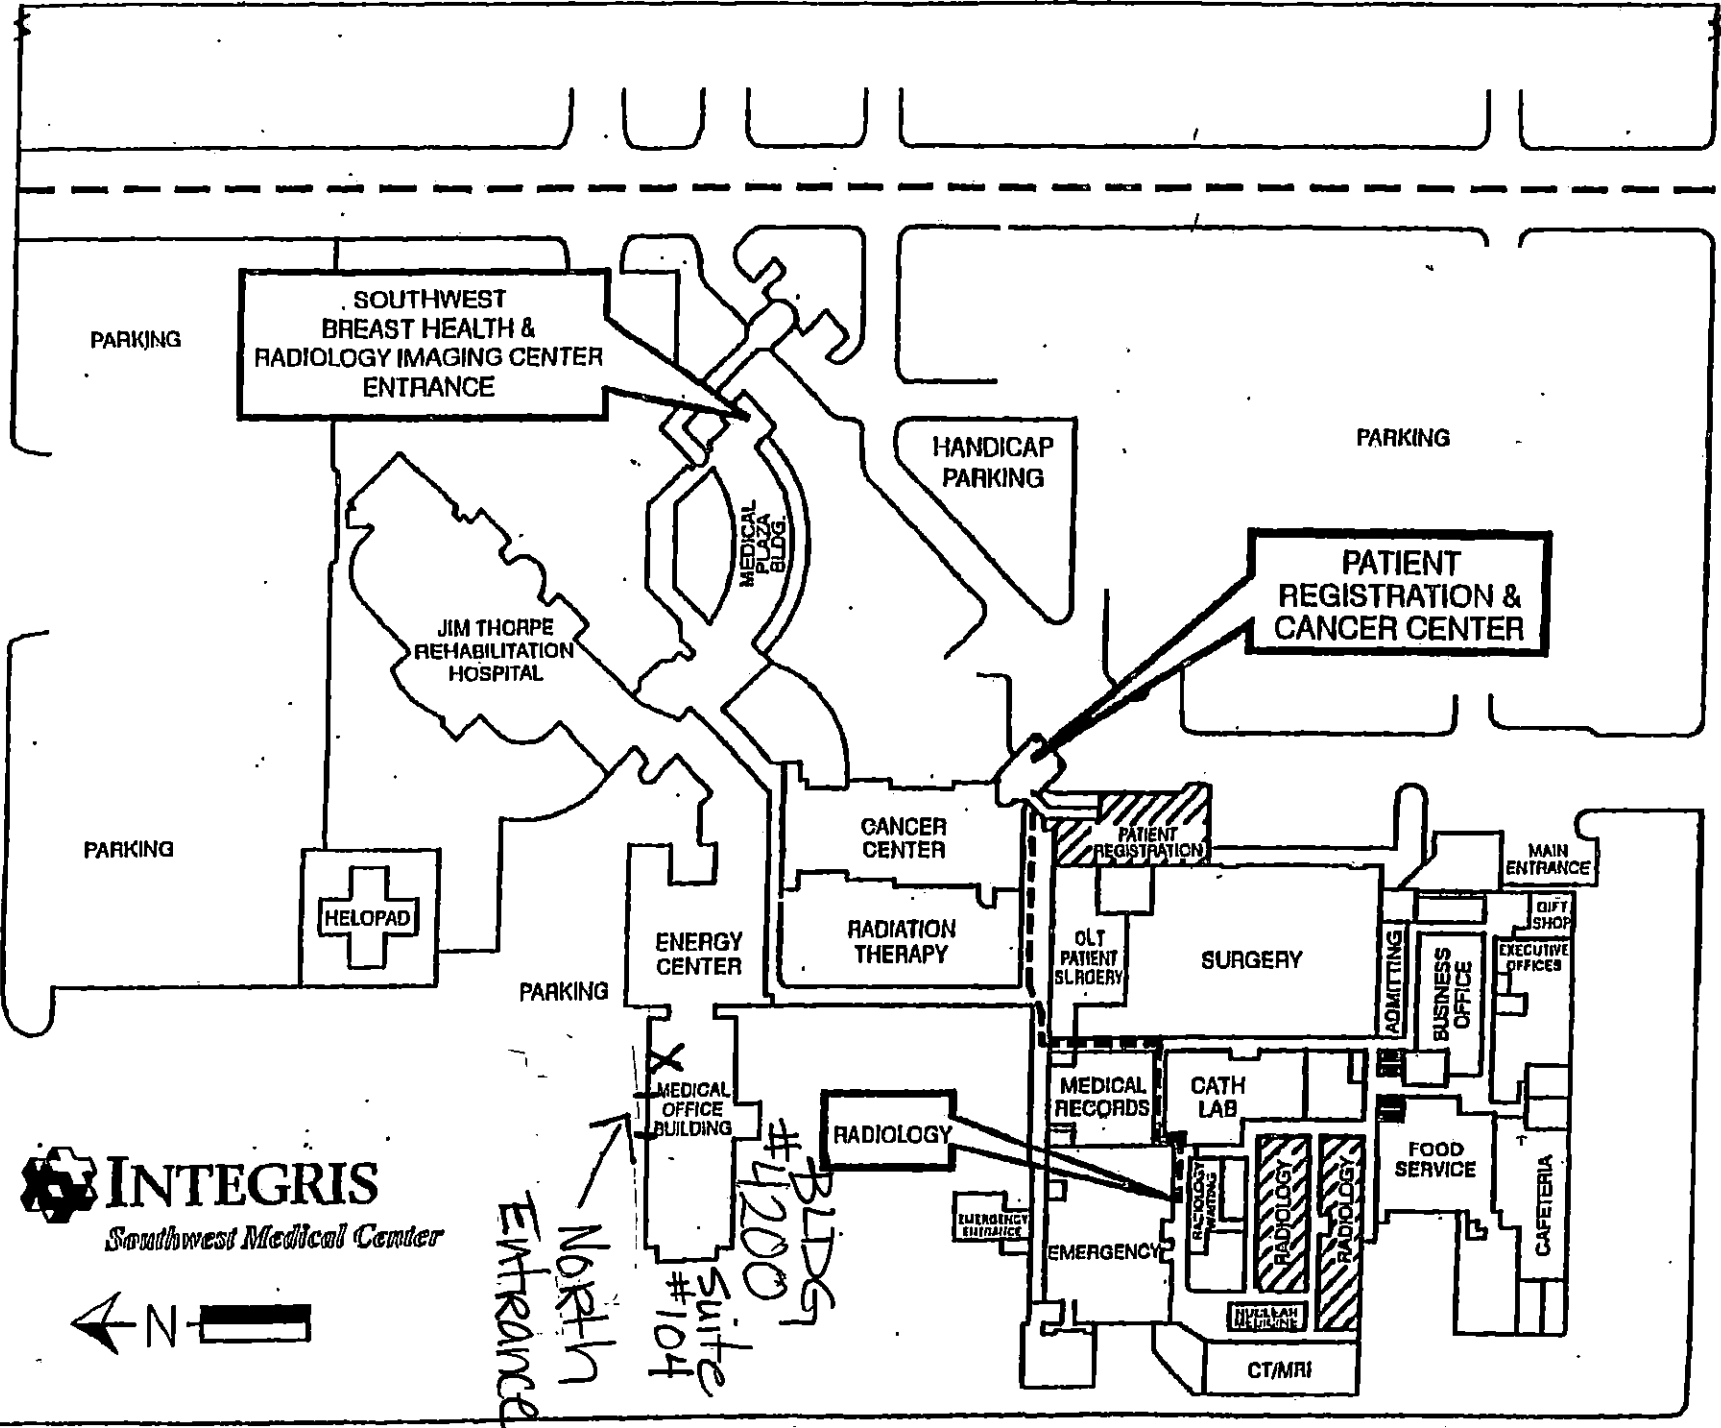 SOUTHWEST
BREAST HEALTH &
RADIOLOGY IMAGING CENTER
ENTRANCE
PARKING
HANDICAP
PARKING
PARKING
MEDICAL
PLAZA
BLDG.
PATIENT
REGISTRATION &
CANCER CENTER
JIM THORPE
REHABILITATION
HOSPITAL
PARKING
CANCER
CENTER
PATIENT
REGISTRATION
MAIN
ENTRANCE
HELOPAD
ENERGY
CENTER
RADIATION
THERAPY
OUT
PATIENT
SURGERY
SURGERY
ADMITTING
BUSINESS
OFFICE
GIFT
SHOP
EXECUTIVE
OFFICES
PARKING
X
MEDICAL
OFFICE
BUILDING
MEDICAL
RECORDS
CATH
LAB
RADIOLOGY
FOOD
SERVICE
CAFETERIA
RADIOLOGY
WAITING
RADIOLOGY
RADIOLOGY
EMERGENCY
ENTRANCE
EMERGENCY
NUCLEAR
MEDICINE
CT/MRI
INTEGRIS
Southwest Medical Center
N
BLDG
#4200
Suite
#104
North
Entrance